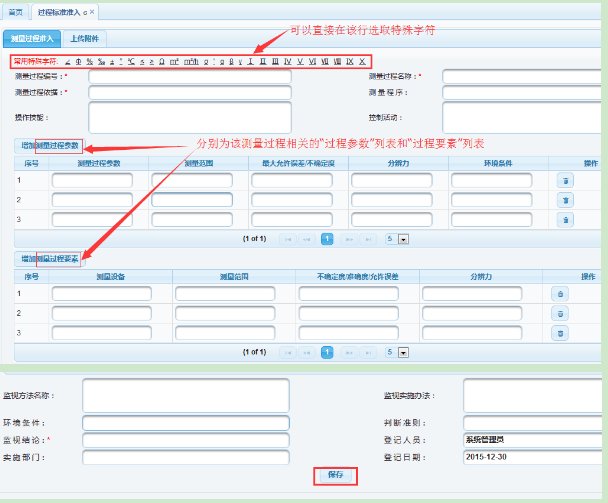 首页 过程标准准入
可以直接在该行选取特殊字符
测量过程准入 上传附件
常用特殊字符: ∠ Φ % ‰ ± ° ℃ ≤ ≥ Ω m² m³/h Ⅰ Ⅱ Ⅲ Ⅳ Ⅴ Ⅵ Ⅶ Ⅷ Ⅸ Ⅹ
测量过程编号:* 测量过程名称:*
测量过程依据:* 测量程序:
操作技能: 控制活动:
分别为该测量过程相关的"过程参数"列表和"过程要素"列表
增加测量过程参数
序号 测量过程参数 测量范围 最大允许误差/不确定度 分辨力 环境条件 操作
1
2
3
(1 of 1) 1 5
增加测量过程要素
序号 测量设备 测量范围 不确定度/准确度/允许误差 分辨力 操作
1
2
3
(1 of 1) 1 5
监视方法名称: 监视实施办法:
环境条件: 判断准则:
监视结论:* 登记人员: 系统管理员
实施部门: 登记日期: 2015-12-30
保存